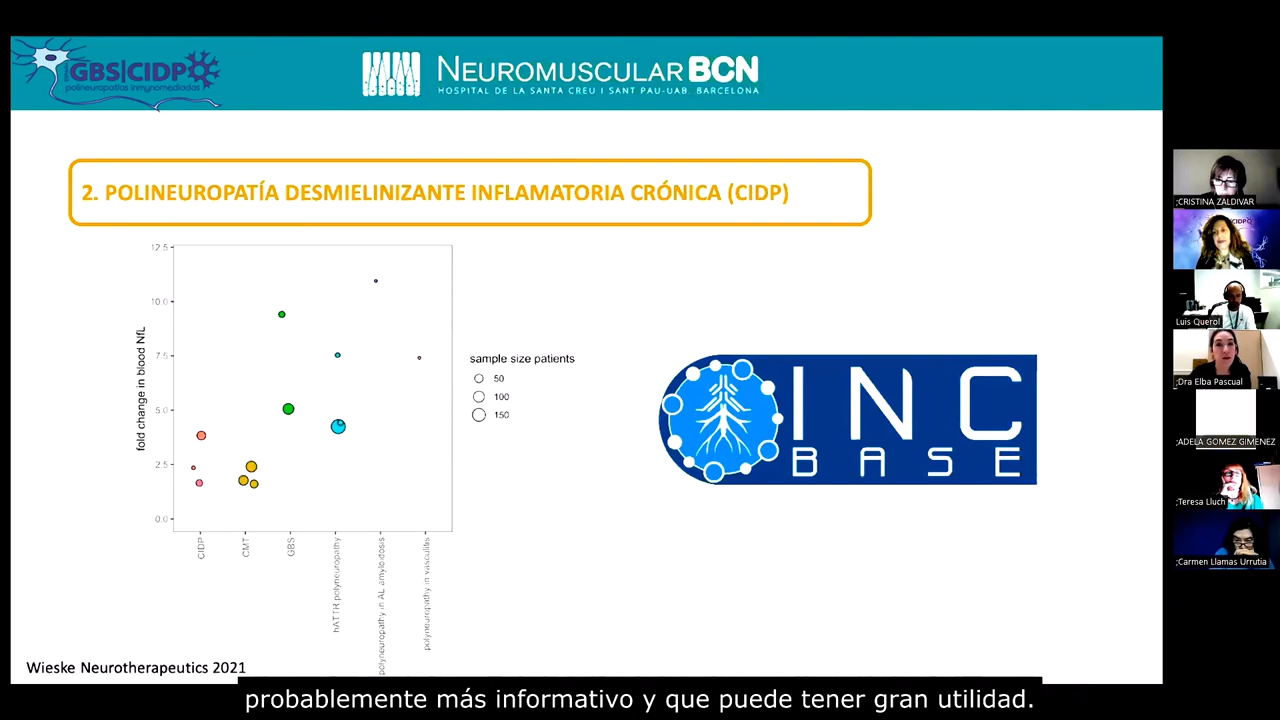 GBS|CIDP
polineuropatías inmunomediadas
NEUROMUSCULAR BCN
HOSPITAL DE LA SANTA CREU I SANT PAU-UAB. BARCELONA
2. POLINEUROPATÍA DESMIELINIZANTE INFLAMATORIA CRÓNICA (CIDP)
fold change in blood NfL
12.5
10.0
7.5
5.0
2.5
0.0
CIDP
CMT
GBS
hATTR polyneuropathy
polyneuropathy in AL amyloidosis
polyneuropathy in vasculitis
sample size patients
50
100
150
INC
BASE
Wieske Neurotherapeutics 2021
probablemente más informativo y que puede tener gran utilidad.
;CRISTINA ZALDIVAR
CIDP
Luis Querol
;Dra Elba Pascual
;ADELA GOMEZ GIMENEZ
;Teresa Lluch
;Carmen Llamas Urrutia